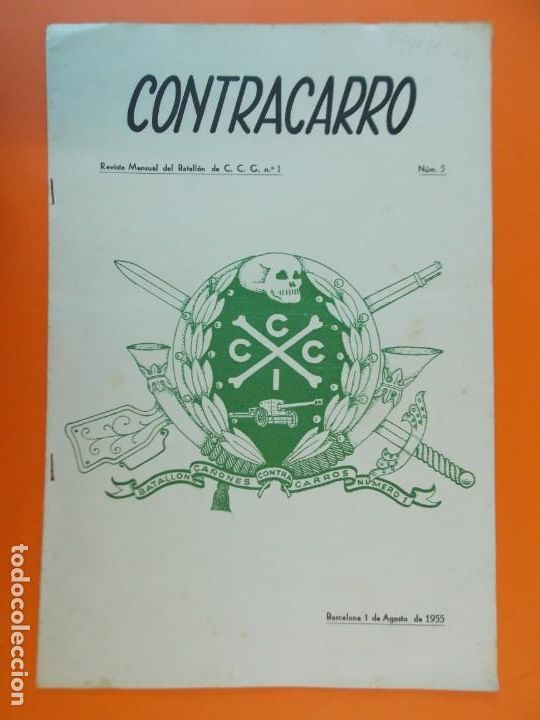 CONTRACARRO
Revista Mensual del Batallón de C. C. C. n.º 1 Núm. 5
C
C C
I
BATALLON CAÑONES CONTRA CARROS NUMERO 1
Barcelona 1 de Agosto de 1955
todocoleccion